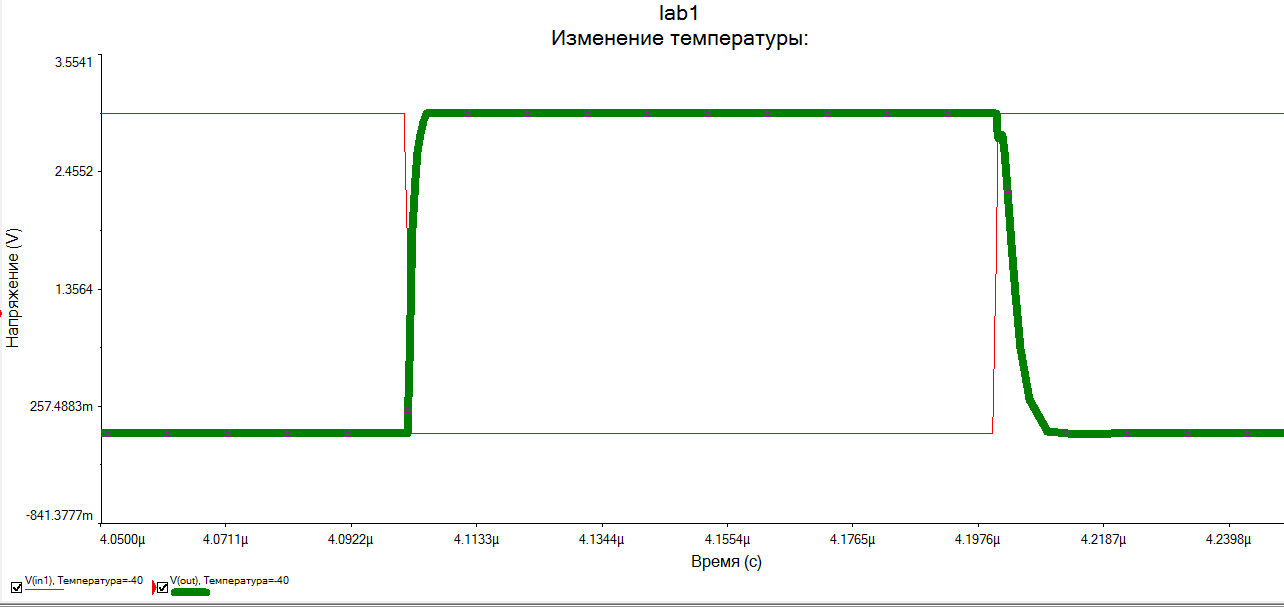 lab1
Изменение температуры:
3.5541
2.4552
1.3564
257.4883m
-841.3777m
Напряжение (V)
4.0500µ 4.0711µ 4.0922µ 4.1133µ 4.1344µ 4.1554µ 4.1765µ 4.1976µ 4.2187µ 4.2398µ
Время (с)
V(in1), Температура=-40 V(out), Температура=-40